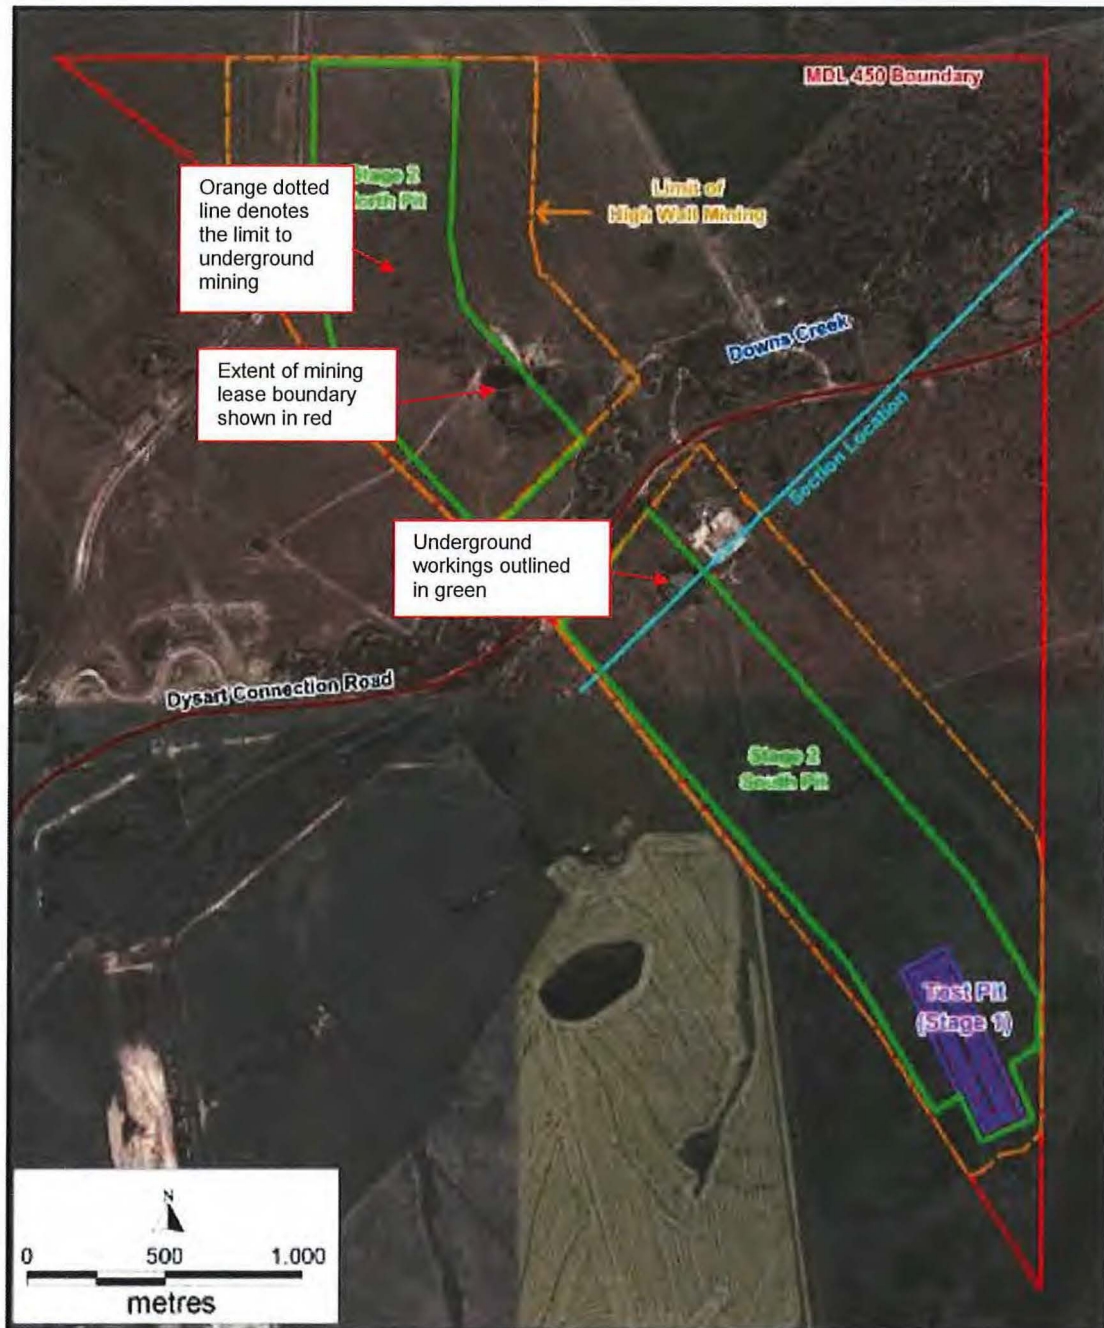 MDL 450 Boundary
Stage 2
North Pit
Orange dotted
line denotes
the limit to
underground
mining
Limit of
High Wall Mining
Downs Creek
Extent of mining
lease boundary
shown in red
Section Location
Underground
workings outlined
in green
Dysart Connection Road
Stage 2
South Pit
Test Pit
(Stage 1)
N
0 500 1.000
metres